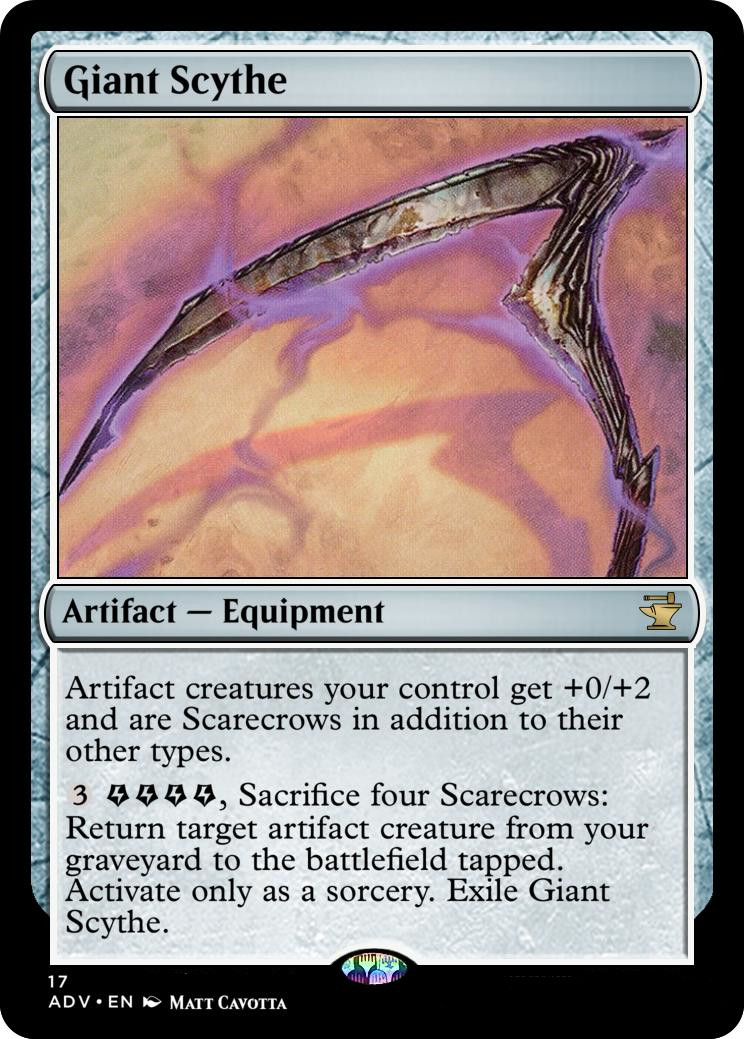 Giant Scythe
Artifact — Equipment
Artifact creatures your control get +0/+2
and are Scarecrows in addition to their
other types.
3 , Sacrifice four Scarecrows:
Return target artifact creature from your
graveyard to the battlefield tapped.
Activate only as a sorcery. Exile Giant
Scythe.
17
ADV • EN Matt Cavotta